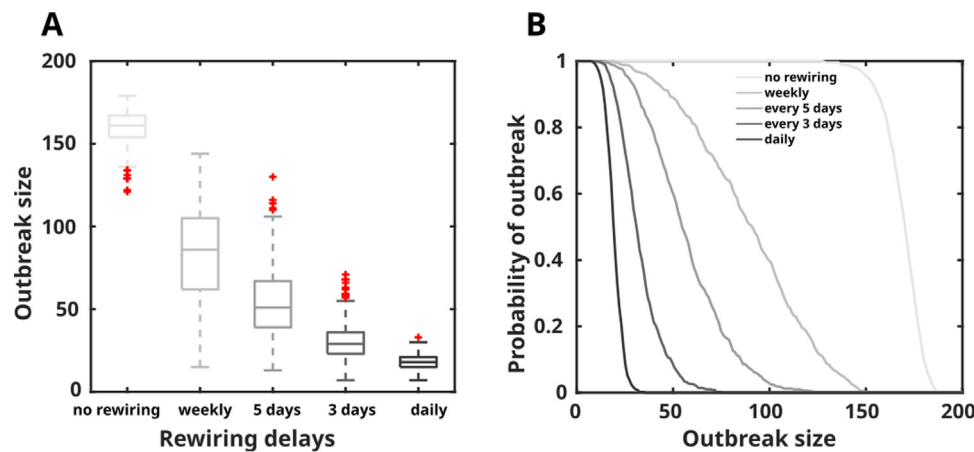 A
200
150
100
50
0
Outbreak size
no rewiring weekly 5 days 3 days daily
Rewiring delays
B
1
0.8
0.6
0.4
0.2
0
Probability of outbreak
no rewiring
weekly
every 5 days
every 3 days
daily
0 50 100 150 200
Outbreak size